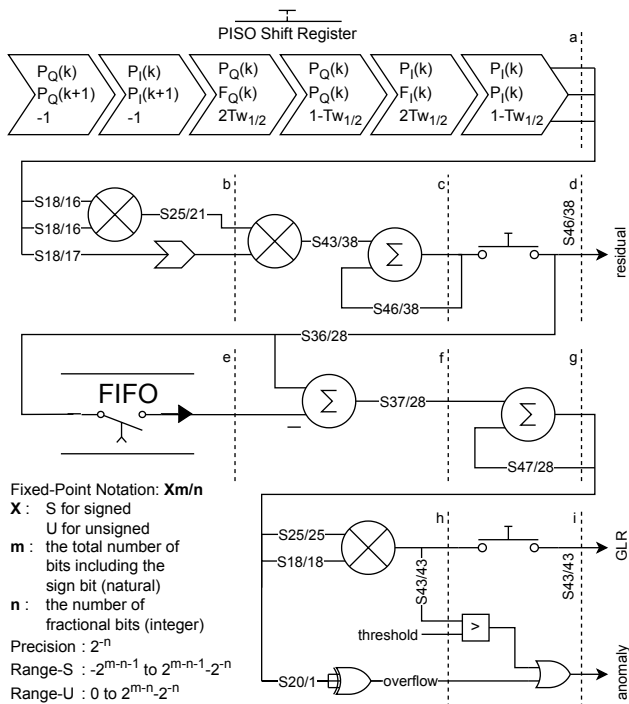 PISO Shift Register
a
P_Q(k) P_I(k) P_Q(k) P_Q(k) P_I(k) P_I(k)
P_Q(k+1) P_I(k+1) F_Q(k) P_Q(k) F_I(k) P_I(k)
-1 -1 2Tw_1/2 1-Tw_1/2 2Tw_1/2 1-Tw_1/2
b c d
S18/16
S18/16
S18/17
S25/21
S43/38
Σ
S46/38
S46/38
residual
S36/28
e f g
FIFO
Σ
−
S37/28
Σ
S47/28
Fixed-Point Notation: Xm/n
X : S for signed
U for unsigned
m : the total number of
bits including the
sign bit (natural)
n : the number of
fractional bits (integer)
Precision : 2^-n
Range-S : -2^m-n-1 to 2^m-n-1-2^-n
Range-U : 0 to 2^m-n-2^-n
h i
S25/25
S18/18
S43/43
S43/43
GLR
threshold
>
S20/1
overflow
anomaly